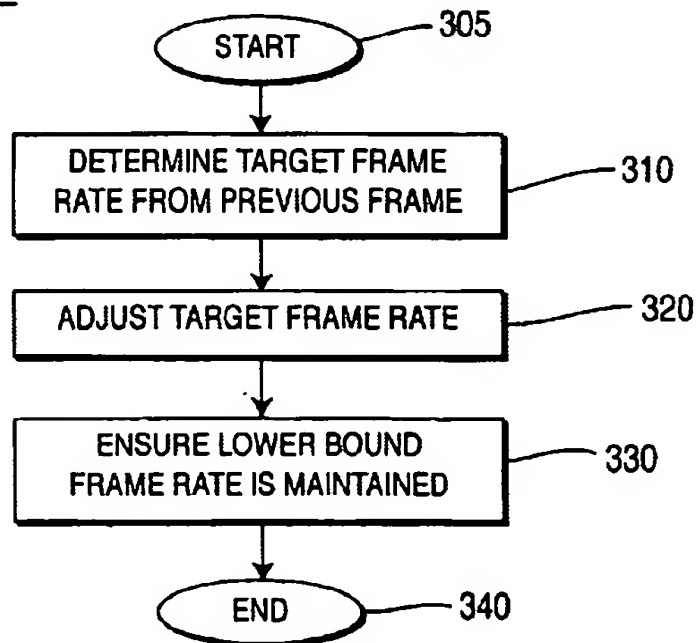 START
305
DETERMINE TARGET FRAME
RATE FROM PREVIOUS FRAME
310
ADJUST TARGET FRAME RATE
320
ENSURE LOWER BOUND
FRAME RATE IS MAINTAINED
330
END
340